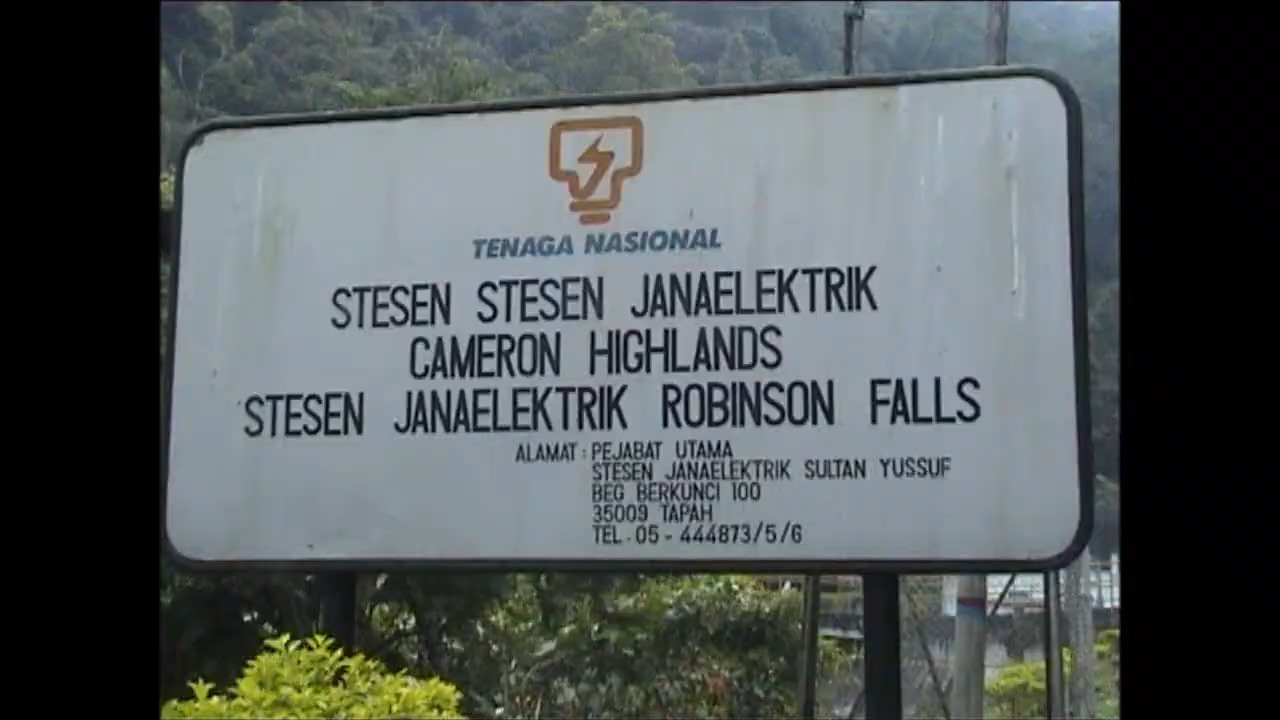 TENAGA NASIONAL
STESEN STESEN JANAELEKTRIK
CAMERON HIGHLANDS
STESEN JANAELEKTRIK ROBINSON FALLS
ALAMAT : PEJABAT UTAMA
STESEN JANAELEKTRIK SULTAN YUSSUF
BEG BERKUNCI 100
35009 TAPAH
TEL . 05 - 444873/5/6